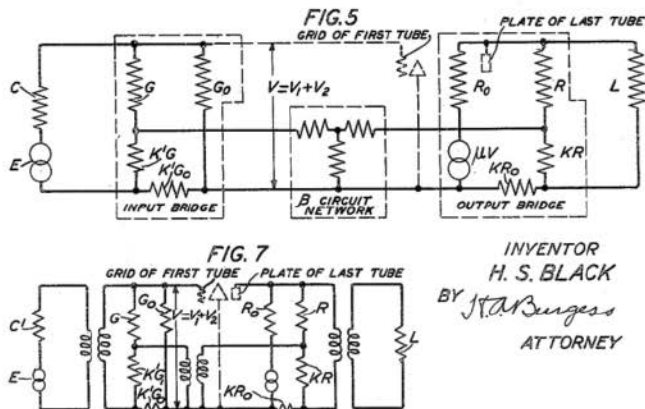 FIG. 5
GRID OF FIRST TUBE
PLATE OF LAST TUBE
C
G
G₀
V=V₁+V₂
R₀
R
L
E
K'G
K'G₀
μV
KR
KR₀
INPUT BRIDGE
β CIRCUIT
NETWORK
OUTPUT BRIDGE
FIG. 7
GRID OF FIRST TUBE
PLATE OF LAST TUBE
C'
G
G₀
V=V₁+V₂
R₀
R
L
E
KR
KR₀
INVENTOR
H. S. BLACK
BY H.A. Burgess
ATTORNEY